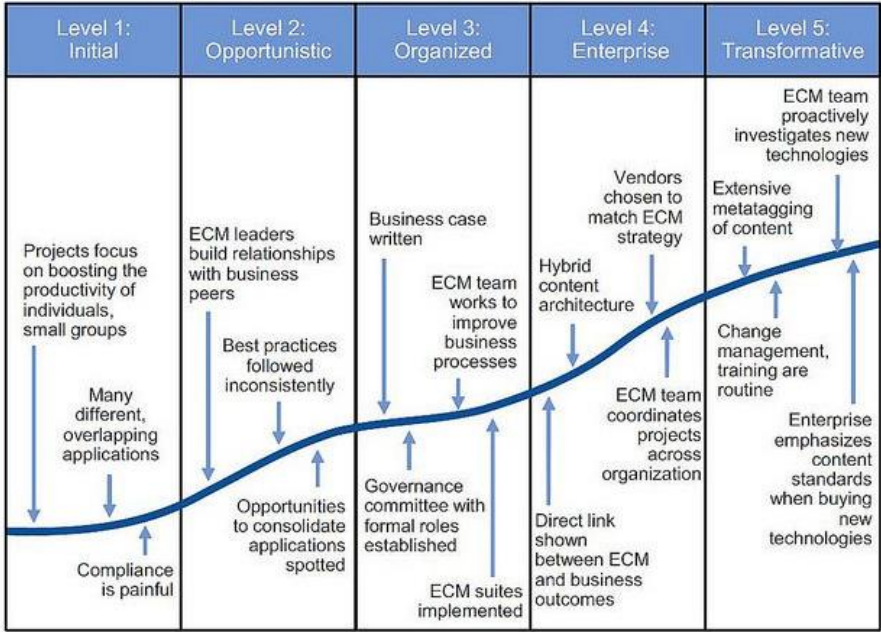 Level 1:
Initial
Level 2:
Opportunistic
Level 3:
Organized
Level 4:
Enterprise
Level 5:
Transformative
Projects focus
on boosting the
productivity of
individuals,
small groups
Many
different,
overlapping
applications
Compliance
is painful
ECM leaders
build relationships
with business
peers
Best practices
followed
inconsistently
Opportunities
to consolidate
applications
spotted
Business case
written
ECM team
works to
improve
business
processes
Governance
committee with
formal roles
established
ECM suites
implemented
Vendors
chosen to
match ECM
strategy
Hybrid
content
architecture
ECM team
coordinates
projects
across
organization
Direct link
shown
between ECM
and business
outcomes
ECM team
proactively
investigates new
technologies
Extensive
metatagging
of content
Change
management,
training are
routine
Enterprise
emphasizes
content
standards
when buying
new
technologies